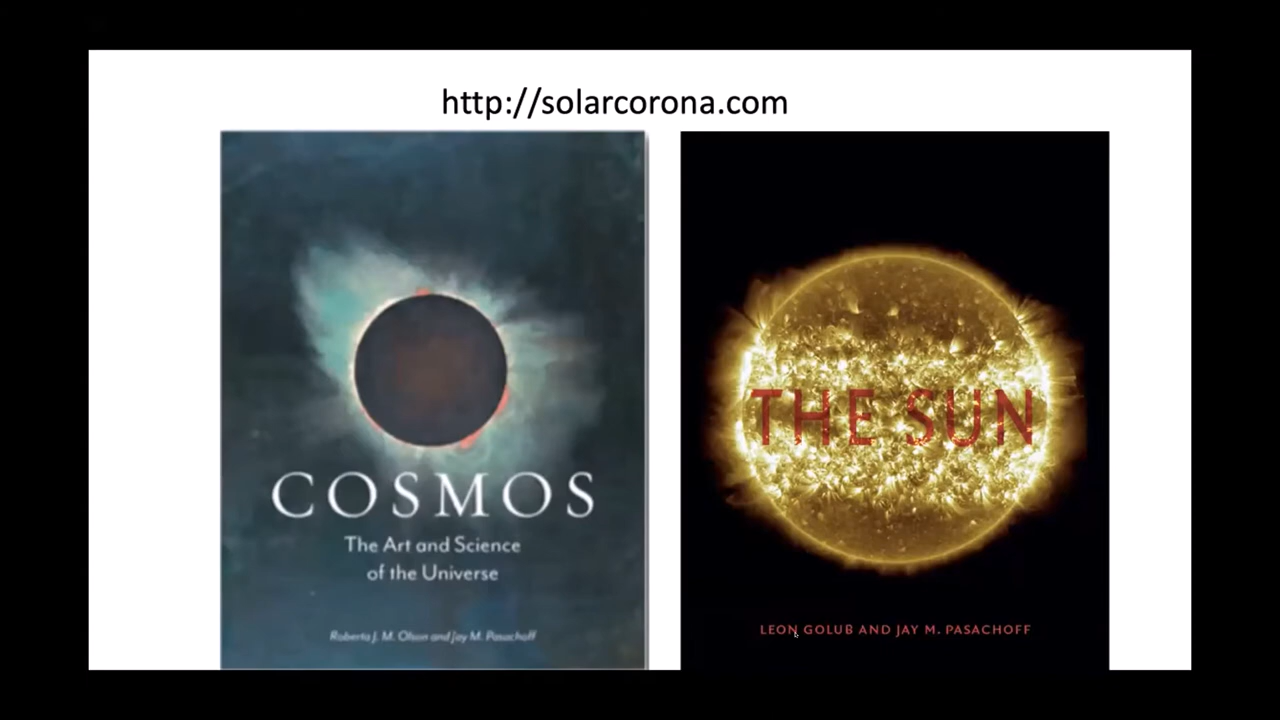 http://solarcorona.com
COSMOS
The Art and Science
of the Universe
Roberta J. M. Olson and Jay M. Pasachoff
THE SUN
LEON GOLUB AND JAY M. PASACHOFF